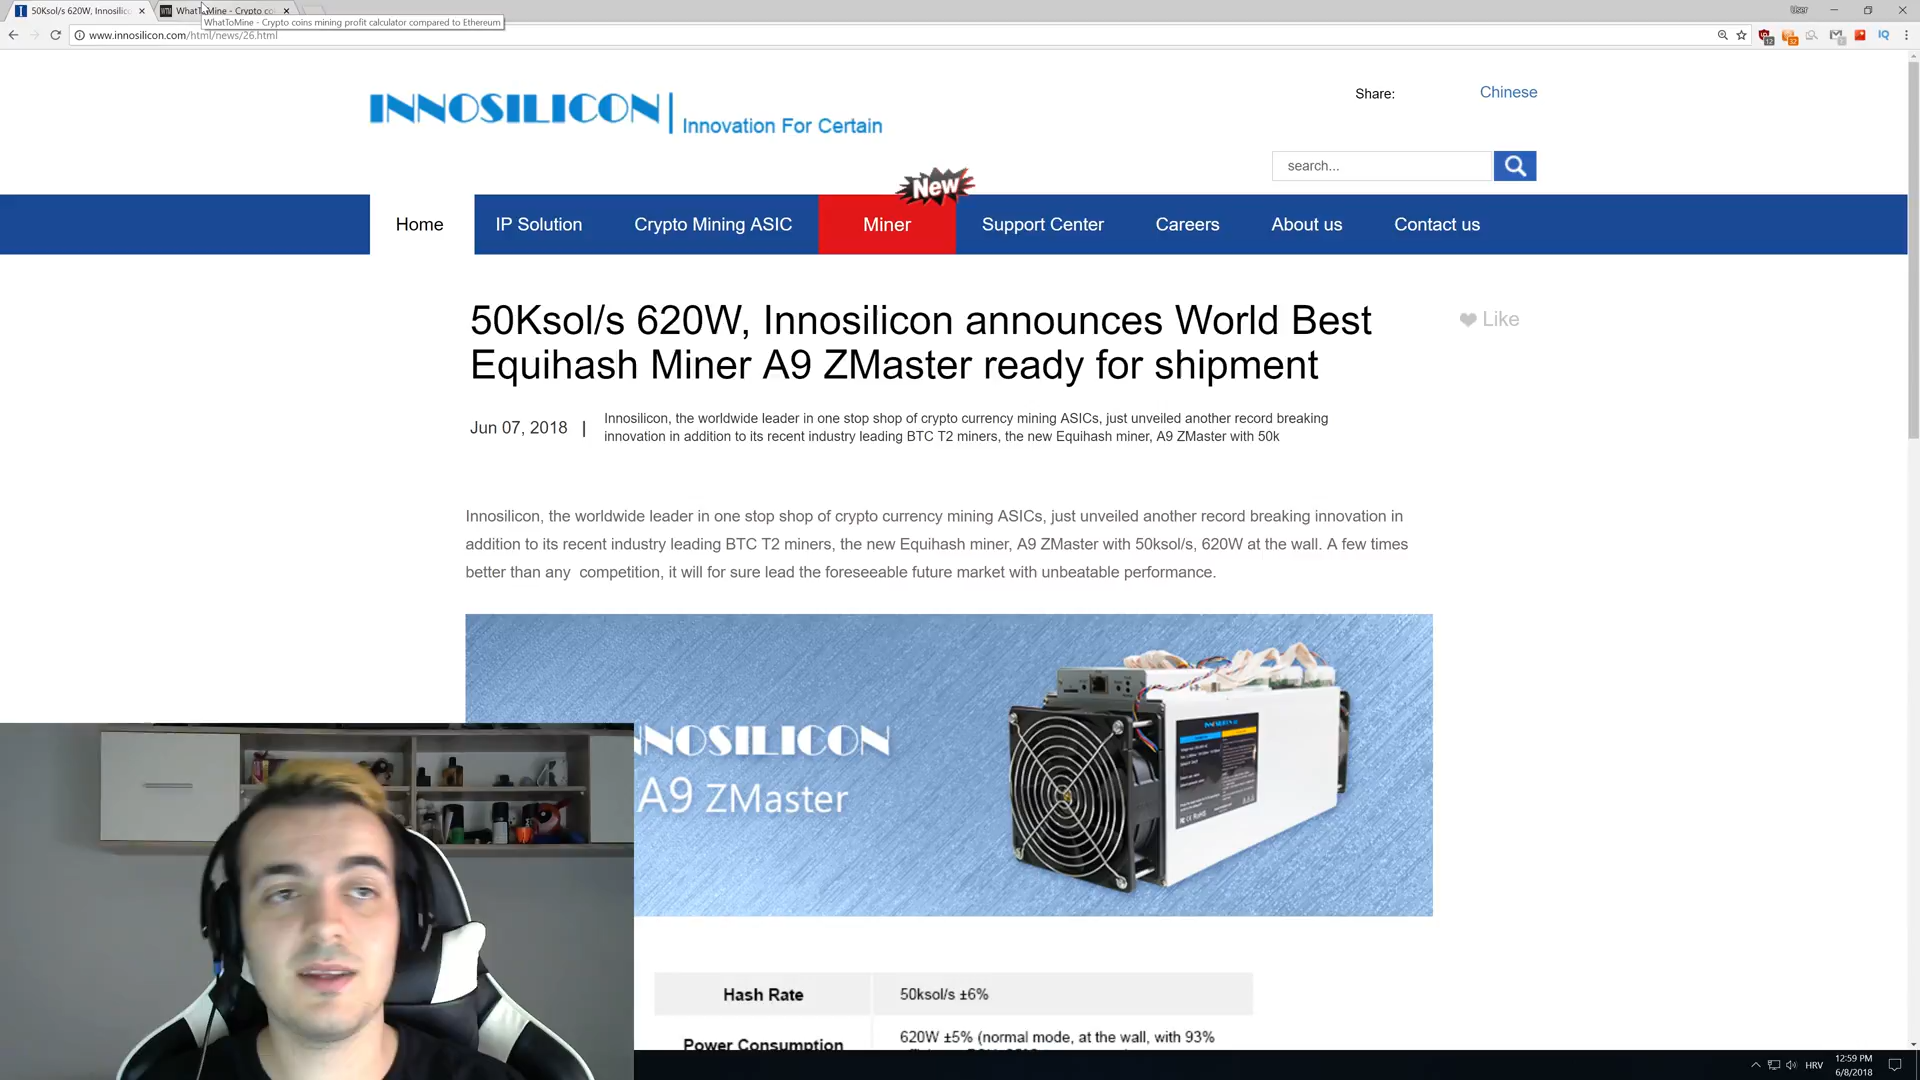 50Ksol/s 620W, Innosilic
WhatToMine - Crypto co
WhatToMine - Crypto coins mining profit calculator compared to Ethereum
User
www.innosilicon.com/html/news/26.html
INNOSILICON
Innovation For Certain
Share:
Chinese
search...
New
Home
IP Solution
Crypto Mining ASIC
Miner
Support Center
Careers
About us
Contact us
50Ksol/s 620W, Innosilicon announces World Best
Equihash Miner A9 ZMaster ready for shipment
Like
Jun 07, 2018 |
Innosilicon, the worldwide leader in one stop shop of crypto currency mining ASICs, just unveiled another record breaking
innovation in addition to its recent industry leading BTC T2 miners, the new Equihash miner, A9 ZMaster with 50k
Innosilicon, the worldwide leader in one stop shop of crypto currency mining ASICs, just unveiled another record breaking innovation in
addition to its recent industry leading BTC T2 miners, the new Equihash miner, A9 ZMaster with 50ksol/s, 620W at the wall. A few times
better than any competition, it will for sure lead the foreseeable future market with unbeatable performance.
NNOSILICON
A9 ZMaster
INNOSILICON
Hash Rate
50ksol/s ±6%
Power Consumption
620W ±5% (normal mode, at the wall, with 93%
HRV
12:59 PM
6/8/2018